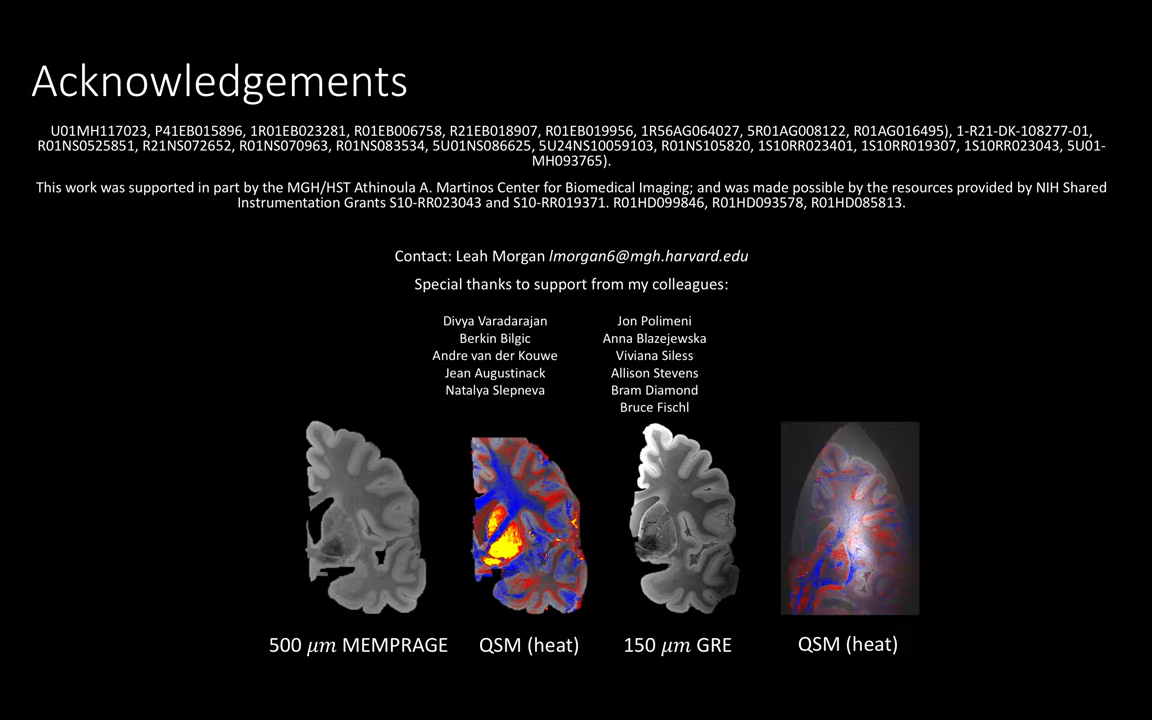 Acknowledgements
U01MH117023, P41EB015896, 1R01EB023281, R01EB006758, R21EB018907, R01EB019956, 1R56AG064027, 5R01AG008122, R01AG016495), 1-R21-DK-108277-01,
R01NS0525851, R21NS072652, R01NS070963, R01NS083534, 5U01NS086625, 5U24NS10059103, R01NS105820, 1S10RR023401, 1S10RR019307, 1S10RR023043, 5U01-
MH093765).
This work was supported in part by the MGH/HST Athinoula A. Martinos Center for Biomedical Imaging; and was made possible by the resources provided by NIH Shared
Instrumentation Grants S10-RR023043 and S10-RR019371. R01HD099846, R01HD093578, R01HD085813.
Contact: Leah Morgan lmorgan6@mgh.harvard.edu
Special thanks to support from my colleagues:
Divya Varadarajan
Berkin Bilgic
Andre van der Kouwe
Jean Augustinack
Natalya Slepneva
Jon Polimeni
Anna Blazejewska
Viviana Siless
Allison Stevens
Bram Diamond
Bruce Fischl
500 μm MEMPRAGE
QSM (heat)
150 μm GRE
QSM (heat)